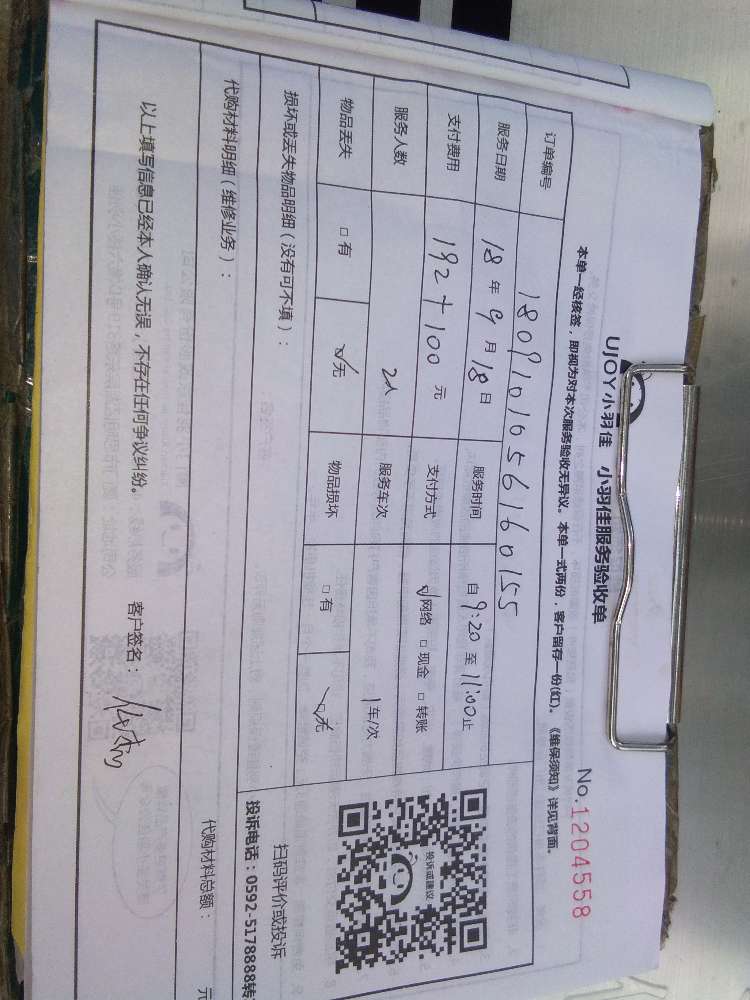 UJOY小羽佳 小羽佳服务验收单
No.1204558
本单一经核签，即视为对本次服务验收无异议。本单一式两份，客户留存一份(红)。《维保须知》详见背面。
订单编号 1809101056160155
服务日期 18年9月18日 服务时间 自9:20至11:00止
支付费用 192+100元 支付方式 ☑网络 □现金 □转账
服务人数 2人 服务车次 1车/次
物品丢失 □有 ☑无 物品损坏 □有 ☑无
投诉或建议
扫码评价或投诉
投诉电话：0592-5178888转
损坏或丢失物品明细（没有可不填）：
代购材料明细（维修业务）： 代购材料总额： 元
以上填写信息已经本人确认无误，不存在任何争议纠纷。 客户签名：